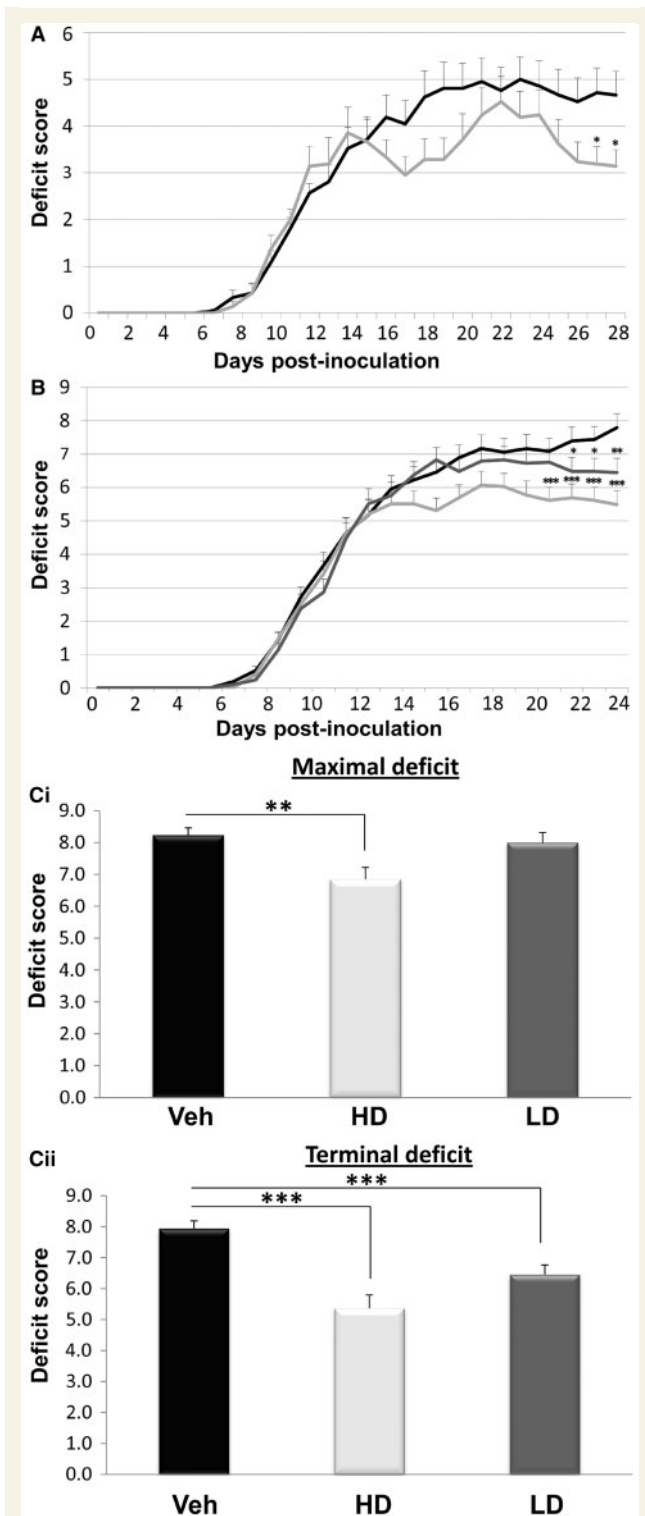 A
6
5
4
3
2
1
0
Deficit score
* *
0 2 4 6 8 10 12 14 16 18 20 22 24 26 28
Days post-inoculation
B
9
8
7
6
5
4
3
2
1
0
Deficit score
* * **
*** *** *** ***
0 2 4 6 8 10 12 14 16 18 20 22 24
Days post-inoculation
Maximal deficit
Ci
9.0
8.0
7.0
6.0
5.0
4.0
3.0
2.0
1.0
0.0
Deficit score
**
Veh HD LD
Terminal deficit
Cii
9.0
8.0
7.0
6.0
5.0
4.0
3.0
2.0
1.0
0.0
Deficit score
***
***
Veh HD LD